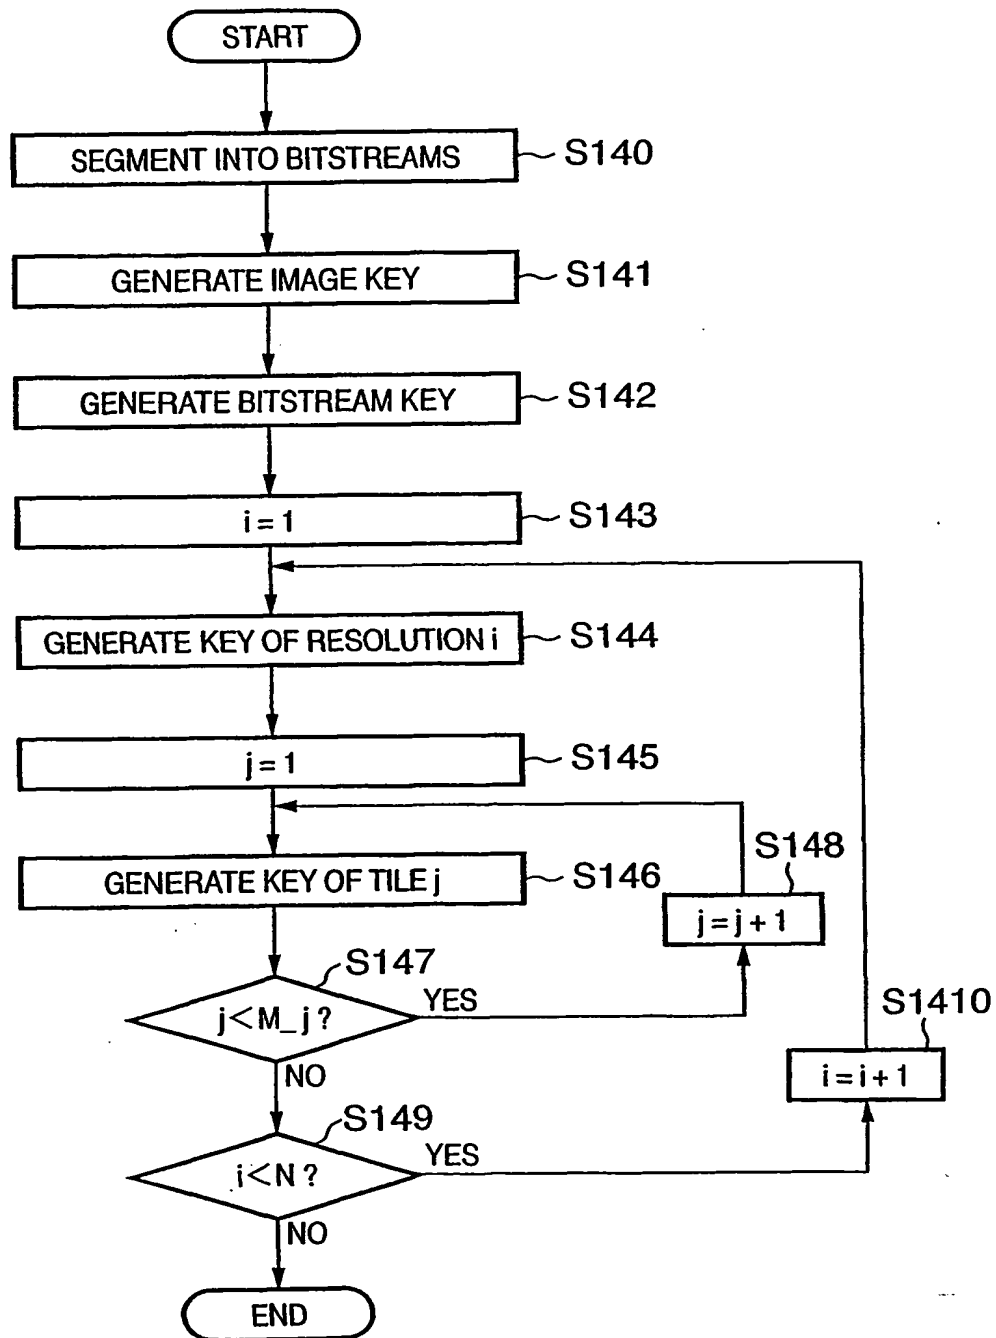 START
SEGMENT INTO BITSTREAMS
S140
GENERATE IMAGE KEY
S141
GENERATE BITSTREAM KEY
S142
i = 1
S143
GENERATE KEY OF RESOLUTION i
S144
j = 1
S145
GENERATE KEY OF TILE j
S146
S148
j = j + 1
S147
j < M_j ?
YES
NO
S1410
i = i + 1
S149
i < N ?
YES
NO
END